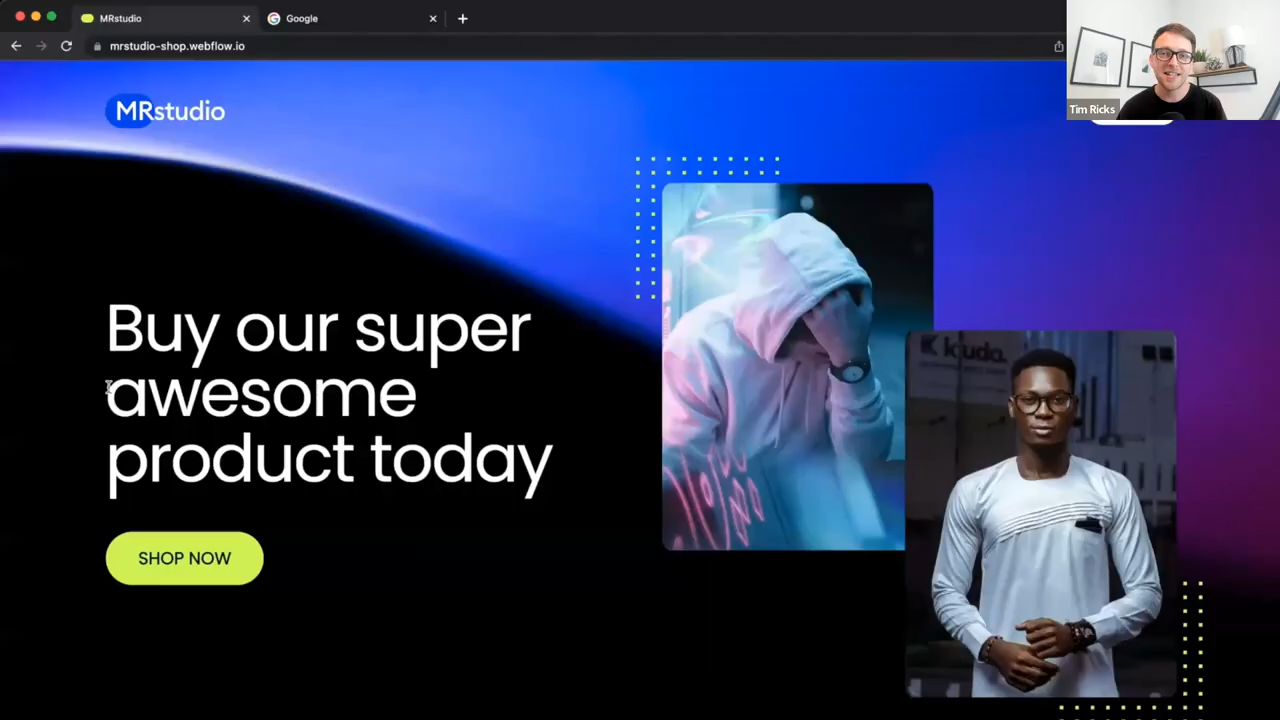 MRstudio
Google
mrstudio-shop.webflow.io
Tim Ricks
MRstudio
Buy our super
awesome
product today
SHOP NOW